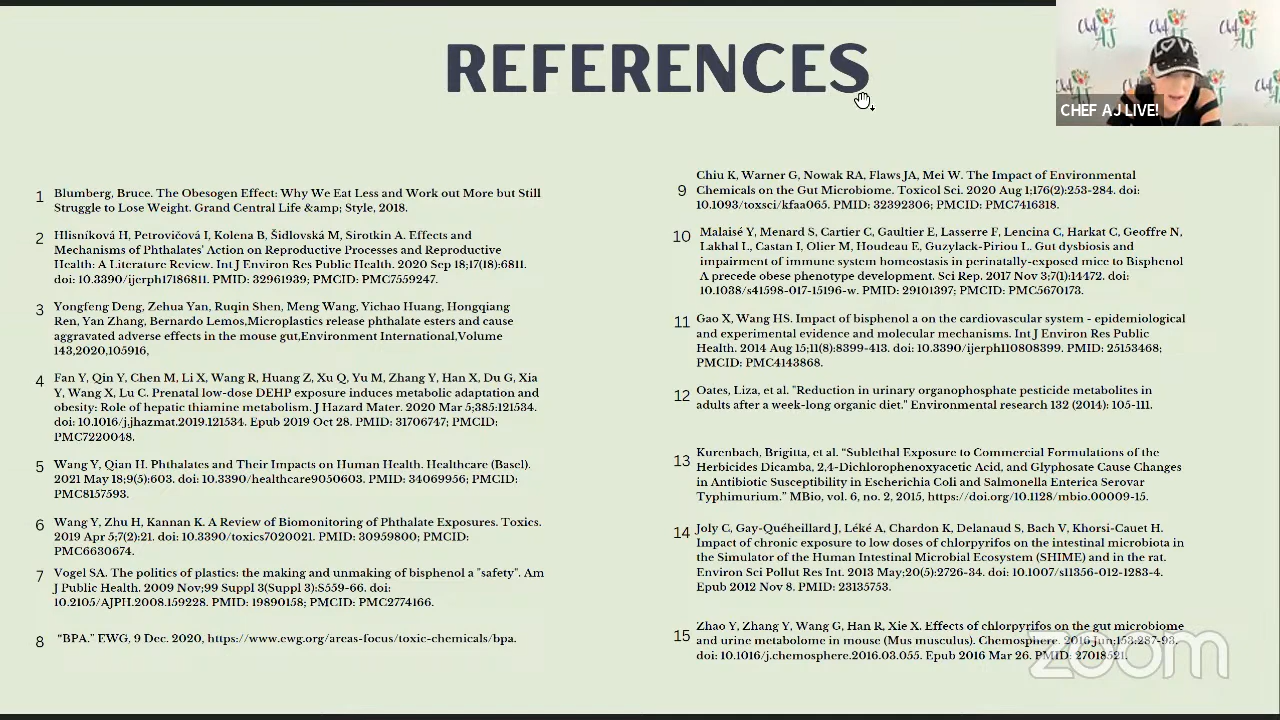 REFERENCES
Chef AJ
CHEF AJ LIVE!
1 Blumberg, Bruce. The Obesogen Effect: Why We Eat Less and Work out More but Still
Struggle to Lose Weight. Grand Central Life &amp; Style, 2018.
2 Hlisníková H, Petrovičová I, Kolena B, Šidlovská M, Sirotkin A. Effects and
Mechanisms of Phthalates' Action on Reproductive Processes and Reproductive
Health: A Literature Review. Int J Environ Res Public Health. 2020 Sep 18;17(18):6811.
doi: 10.3390/ijerph17186811. PMID: 32961939; PMCID: PMC7559247.
3 Yongfeng Deng, Zehua Yan, Ruqin Shen, Meng Wang, Yichao Huang, Hongqiang
Ren, Yan Zhang, Bernardo Lemos,Microplastics release phthalate esters and cause
aggravated adverse effects in the mouse gut,Environment International,Volume
143,2020,105916,
4 Fan Y, Qin Y, Chen M, Li X, Wang R, Huang Z, Xu Q, Yu M, Zhang Y, Han X, Du G, Xia
Y, Wang X, Lu C. Prenatal low-dose DEHP exposure induces metabolic adaptation and
obesity: Role of hepatic thiamine metabolism. J Hazard Mater. 2020 Mar 5;385:121534.
doi: 10.1016/j.jhazmat.2019.121534. Epub 2019 Oct 28. PMID: 31706747; PMCID:
PMC7220048.
5 Wang Y, Qian H. Phthalates and Their Impacts on Human Health. Healthcare (Basel).
2021 May 18;9(5):603. doi: 10.3390/healthcare9050603. PMID: 34069956; PMCID:
PMC8157593.
6 Wang Y, Zhu H, Kannan K. A Review of Biomonitoring of Phthalate Exposures. Toxics.
2019 Apr 5;7(2):21. doi: 10.3390/toxics7020021. PMID: 30959800; PMCID:
PMC6630674.
7 Vogel SA. The politics of plastics: the making and unmaking of bisphenol a "safety". Am
J Public Health. 2009 Nov;99 Suppl 3(Suppl 3):S559-66. doi:
10.2105/AJPH.2008.159228. PMID: 19890158; PMCID: PMC2774166.
8 “BPA.” EWG, 9 Dec. 2020, https://www.ewg.org/areas-focus/toxic-chemicals/bpa.
9 Chiu K, Warner G, Nowak RA, Flaws JA, Mei W. The Impact of Environmental
Chemicals on the Gut Microbiome. Toxicol Sci. 2020 Aug 1;176(2):253-284. doi:
10.1093/toxsci/kfaa065. PMID: 32392306; PMCID: PMC7416318.
10 Malaisé Y, Menard S, Cartier C, Gaultier E, Lasserre F, Lencina C, Harkat C, Geoffre N,
Lakhal L, Castan I, Olier M, Houdeau E, Guzylack-Piriou L. Gut dysbiosis and
impairment of immune system homeostasis in perinatally-exposed mice to Bisphenol
A precede obese phenotype development. Sci Rep. 2017 Nov 3;7(1):14472. doi:
10.1038/s41598-017-15196-w. PMID: 29101397; PMCID: PMC5670173.
11 Gao X, Wang HS. Impact of bisphenol a on the cardiovascular system - epidemiological
and experimental evidence and molecular mechanisms. Int J Environ Res Public
Health. 2014 Aug 15;11(8):8399-413. doi: 10.3390/ijerph110808399. PMID: 25153468;
PMCID: PMC4143868.
12 Oates, Liza, et al. "Reduction in urinary organophosphate pesticide metabolites in
adults after a week-long organic diet." Environmental research 132 (2014): 105-111.
13 Kurenbach, Brigitta, et al. “Sublethal Exposure to Commercial Formulations of the
Herbicides Dicamba, 2,4-Dichlorophenoxyacetic Acid, and Glyphosate Cause Changes
in Antibiotic Susceptibility in Escherichia Coli and Salmonella Enterica Serovar
Typhimurium.” MBio, vol. 6, no. 2, 2015, https://doi.org/10.1128/mbio.00009-15.
14 Joly C, Gay-Quéheillard J, Léké A, Chardon K, Delanaud S, Bach V, Khorsi-Cauet H.
Impact of chronic exposure to low doses of chlorpyrifos on the intestinal microbiota in
the Simulator of the Human Intestinal Microbial Ecosystem (SHIME) and in the rat.
Environ Sci Pollut Res Int. 2013 May;20(5):2726-34. doi: 10.1007/s11356-012-1283-4.
Epub 2012 Nov 8. PMID: 23135753.
15 Zhao Y, Zhang Y, Wang G, Han R, Xie X. Effects of chlorpyrifos on the gut microbiome
and urine metabolome in mouse (Mus musculus). Chemosphere. 2016 Jun;153:287-93.
doi: 10.1016/j.chemosphere.2016.03.055. Epub 2016 Mar 26. PMID: 27018521.
zoom